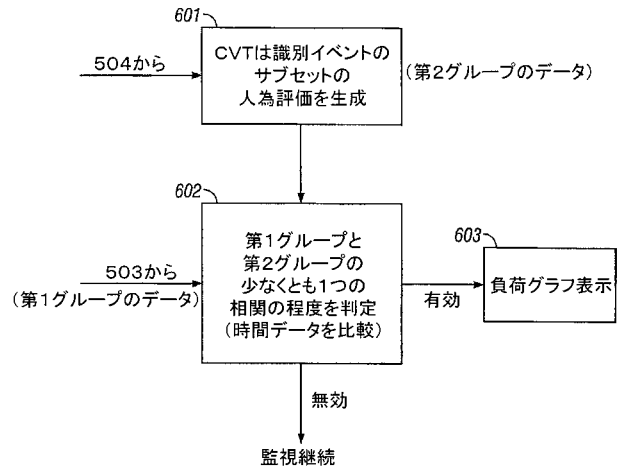 601
CVTは識別イベントの
サブセットの
人為評価を生成
504から
(第2グループのデータ)
602
第1グループと
第2グループの
少なくとも1つの
相関の程度を判定
(時間データを比較)
503から
(第1グループのデータ)
有効
603
負荷グラフ表示
無効
監視継続